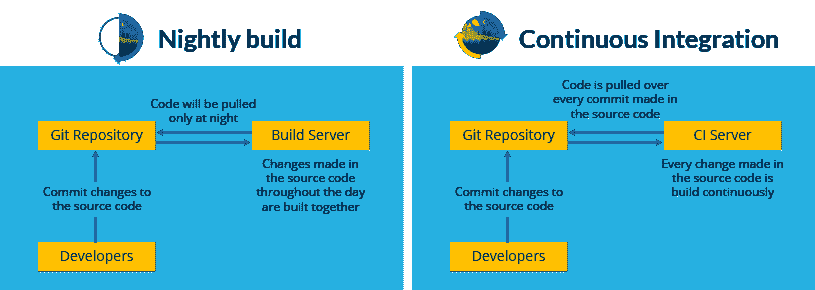 Nightly build
Code will be pulled
only at night
Git Repository
Build Server
Changes made in
the source code
throughout the day
are built together
Commit changes to
the source code
Developers
Continuous Integration
Code is pulled over
every commit made in
the source code
Git Repository
CI Server
Every change made in
the source code is
build continuously
Commit changes to
the source code
Developers